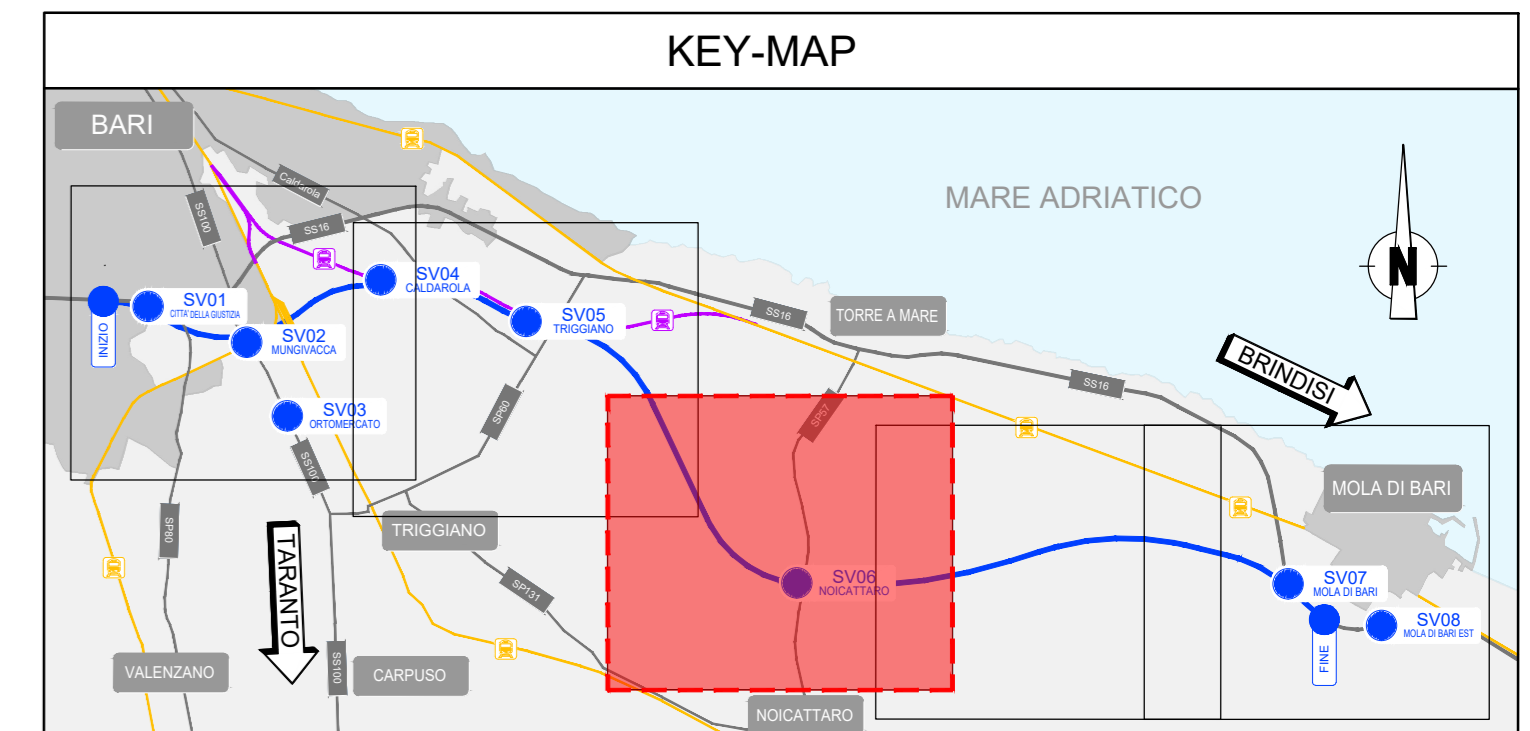 KEY-MAP
BARI
MARE ADRIATICO
Caldarola
SS100
SS16
N
SV04
CALDAROLA
SV01
CITTA' DELLA GIUSTIZIA
INIZIO
SV02
MUNGIVACCA
SV05
TRIGGIANO
SS16
TORRE A MARE
BRINDISI
SS16
SV03
ORTOMERCATO
SP60
SP57
SS100
MOLA DI BARI
SP80
TARANTO
TRIGGIANO
SP131
SV06
NOICATTARO
SV07
MOLA DI BARI
SV08
MOLA DI BARI EST
FINE
VALENZANO
SS100
CARPUSO
NOICATTARO